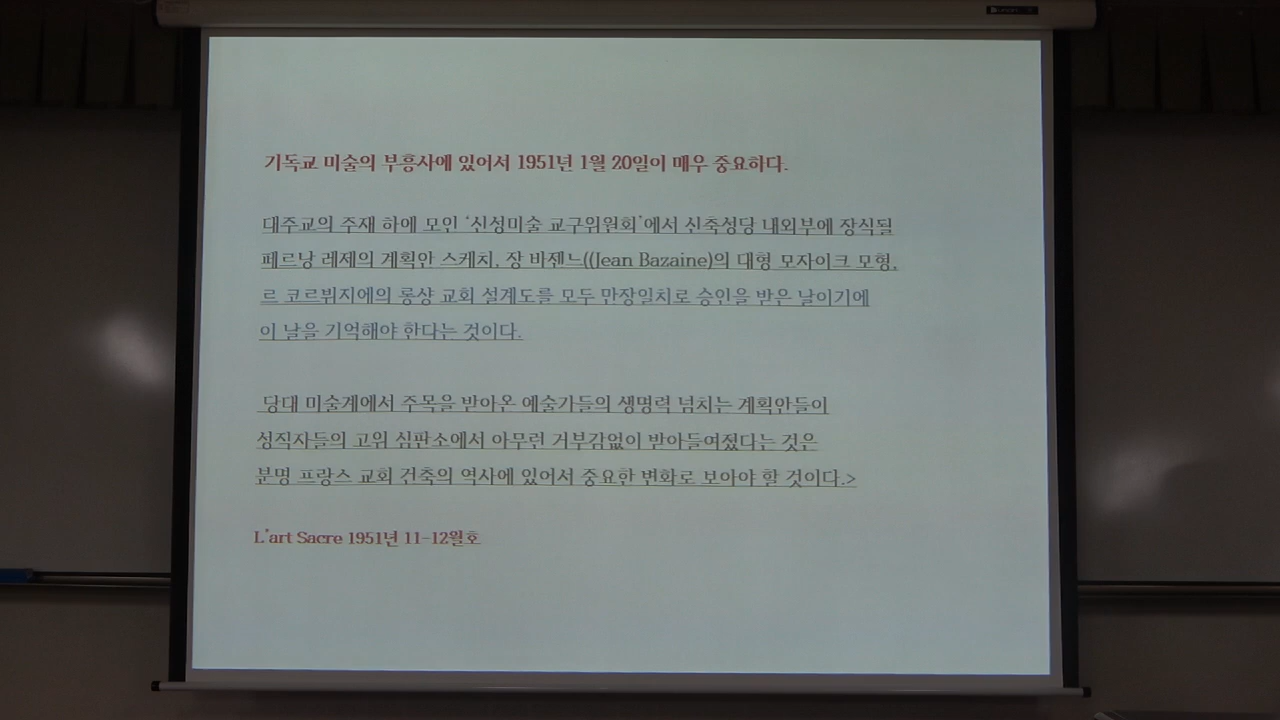 기독교 미술의 부흥사에 있어서 1951년 1월 20일이 매우 중요하다.
대주교의 주재 하에 모인 ‘신성미술 교구위원회’에서 신축성당 내외부에 장식될
페르낭 레제의 계획안 스케치, 장 바젠느((Jean Bazaine)의 대형 모자이크 모형,
르 코르뷔지에의 롱샹 교회 설계도를 모두 만장일치로 승인을 받은 날이기에
이 날을 기억해야 한다는 것이다.
당대 미술계에서 주목을 받아온 예술가들의 생명력 넘치는 계획안들이
성직자들의 고위 심판소에서 아무런 거부감없이 받아들여졌다는 것은
분명 프랑스 교회 건축의 역사에 있어서 중요한 변화로 보아야 할 것이다.>
L'art Sacre 1951년 11-12월호